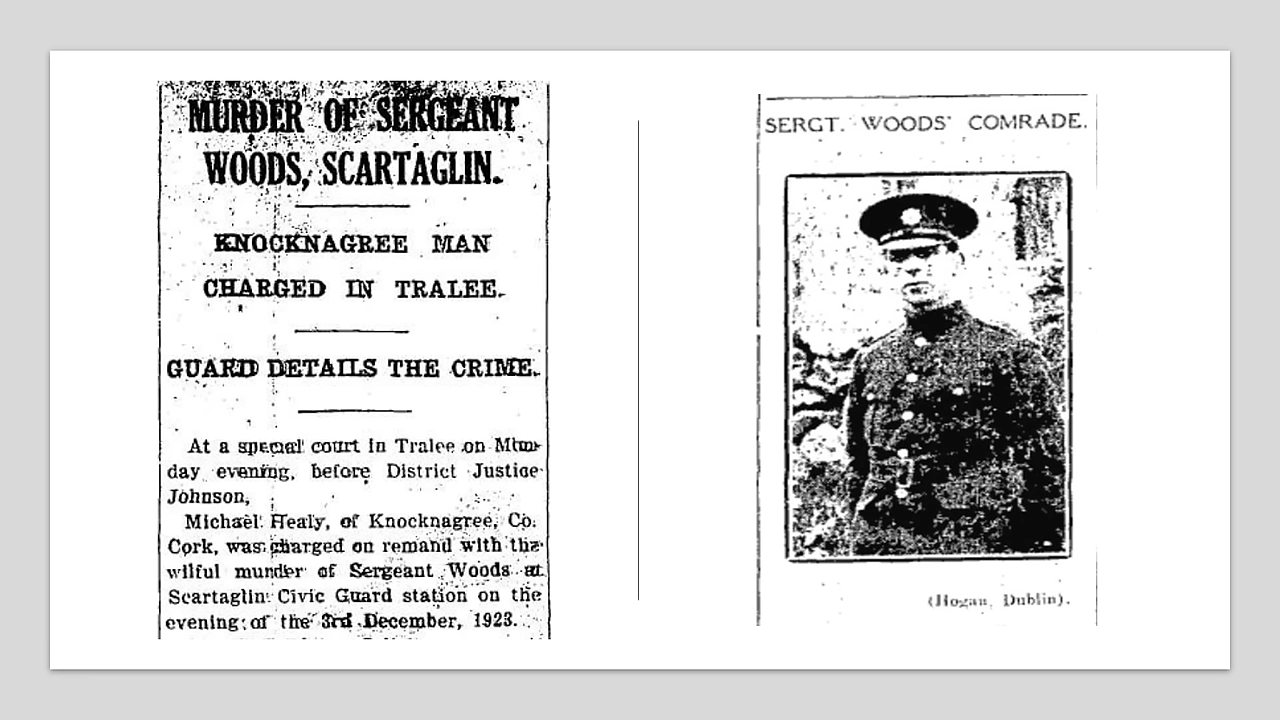 MURDER OF SERGEANT
WOODS, SCARTAGLIN.
KNOCKNAGREE MAN
CHARGED IN TRALEE.
GUARD DETAILS THE CRIME.
At a special court in Tralee on Mon-
day evening, before District Justice
Johnson,
Michael Healy, of Knocknagree, Co.
Cork, was charged on remand with the
wilful murder of Sergeant Woods at
Scartaglin Civic Guard station on the
evening of the 3rd December, 1923.
SERGT. WOODS' COMRADE.
(Hogan, Dublin).